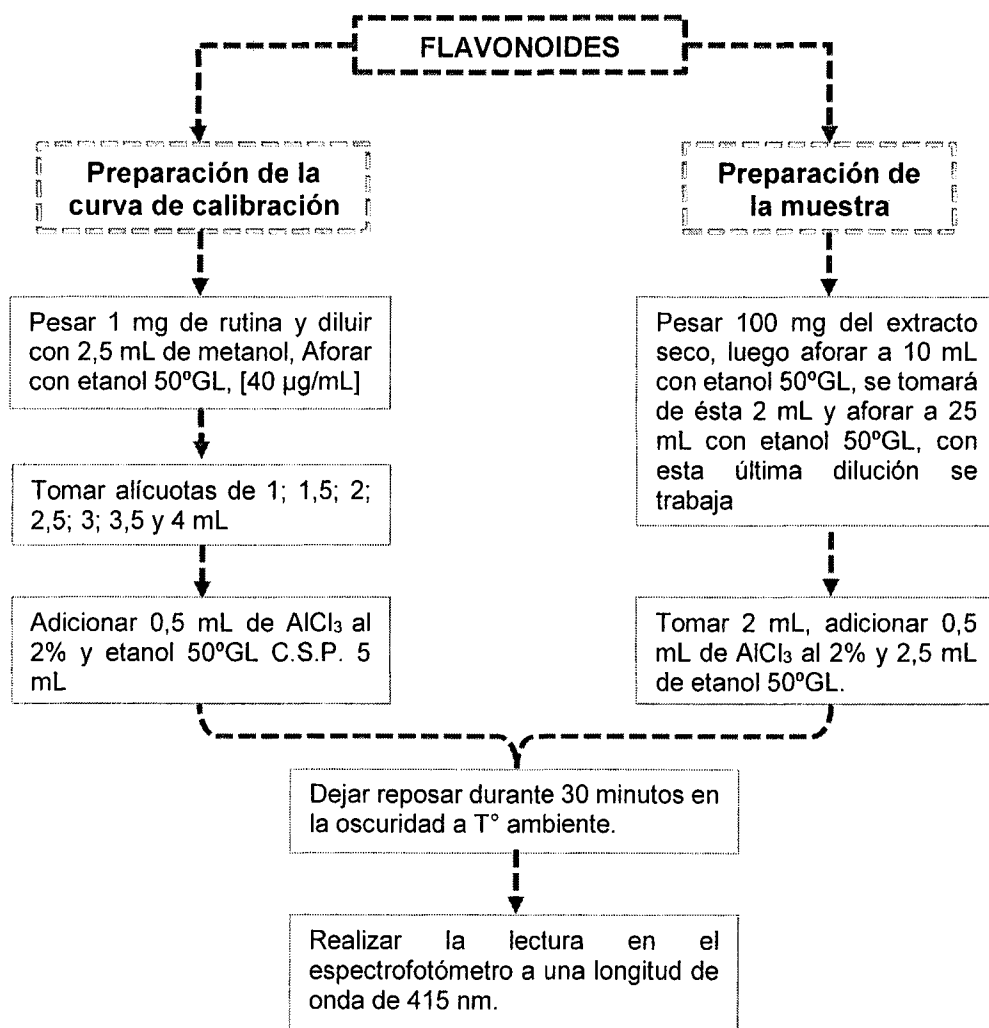 FLAVONOIDES
Preparación de la
curva de calibración
Pesar 1 mg de rutina y diluir
con 2,5 mL de metanol, Aforar
con etanol 50ºGL, [40 µg/mL]
Tomar alícuotas de 1; 1,5; 2;
2,5; 3; 3,5 y 4 mL
Adicionar 0,5 mL de AlCl₃ al
2% y etanol 50ºGL C.S.P. 5
mL
Preparación de
la muestra
Pesar 100 mg del extracto
seco, luego aforar a 10 mL
con etanol 50ºGL, se tomará
de ésta 2 mL y aforar a 25
mL con etanol 50ºGL, con
esta última dilución se
trabaja
Tomar 2 mL, adicionar 0,5
mL de AlCl₃ al 2% y 2,5 mL
de etanol 50ºGL.
Dejar reposar durante 30 minutos en
la oscuridad a T° ambiente.
Realizar la lectura en el
espectrofotómetro a una longitud de
onda de 415 nm.